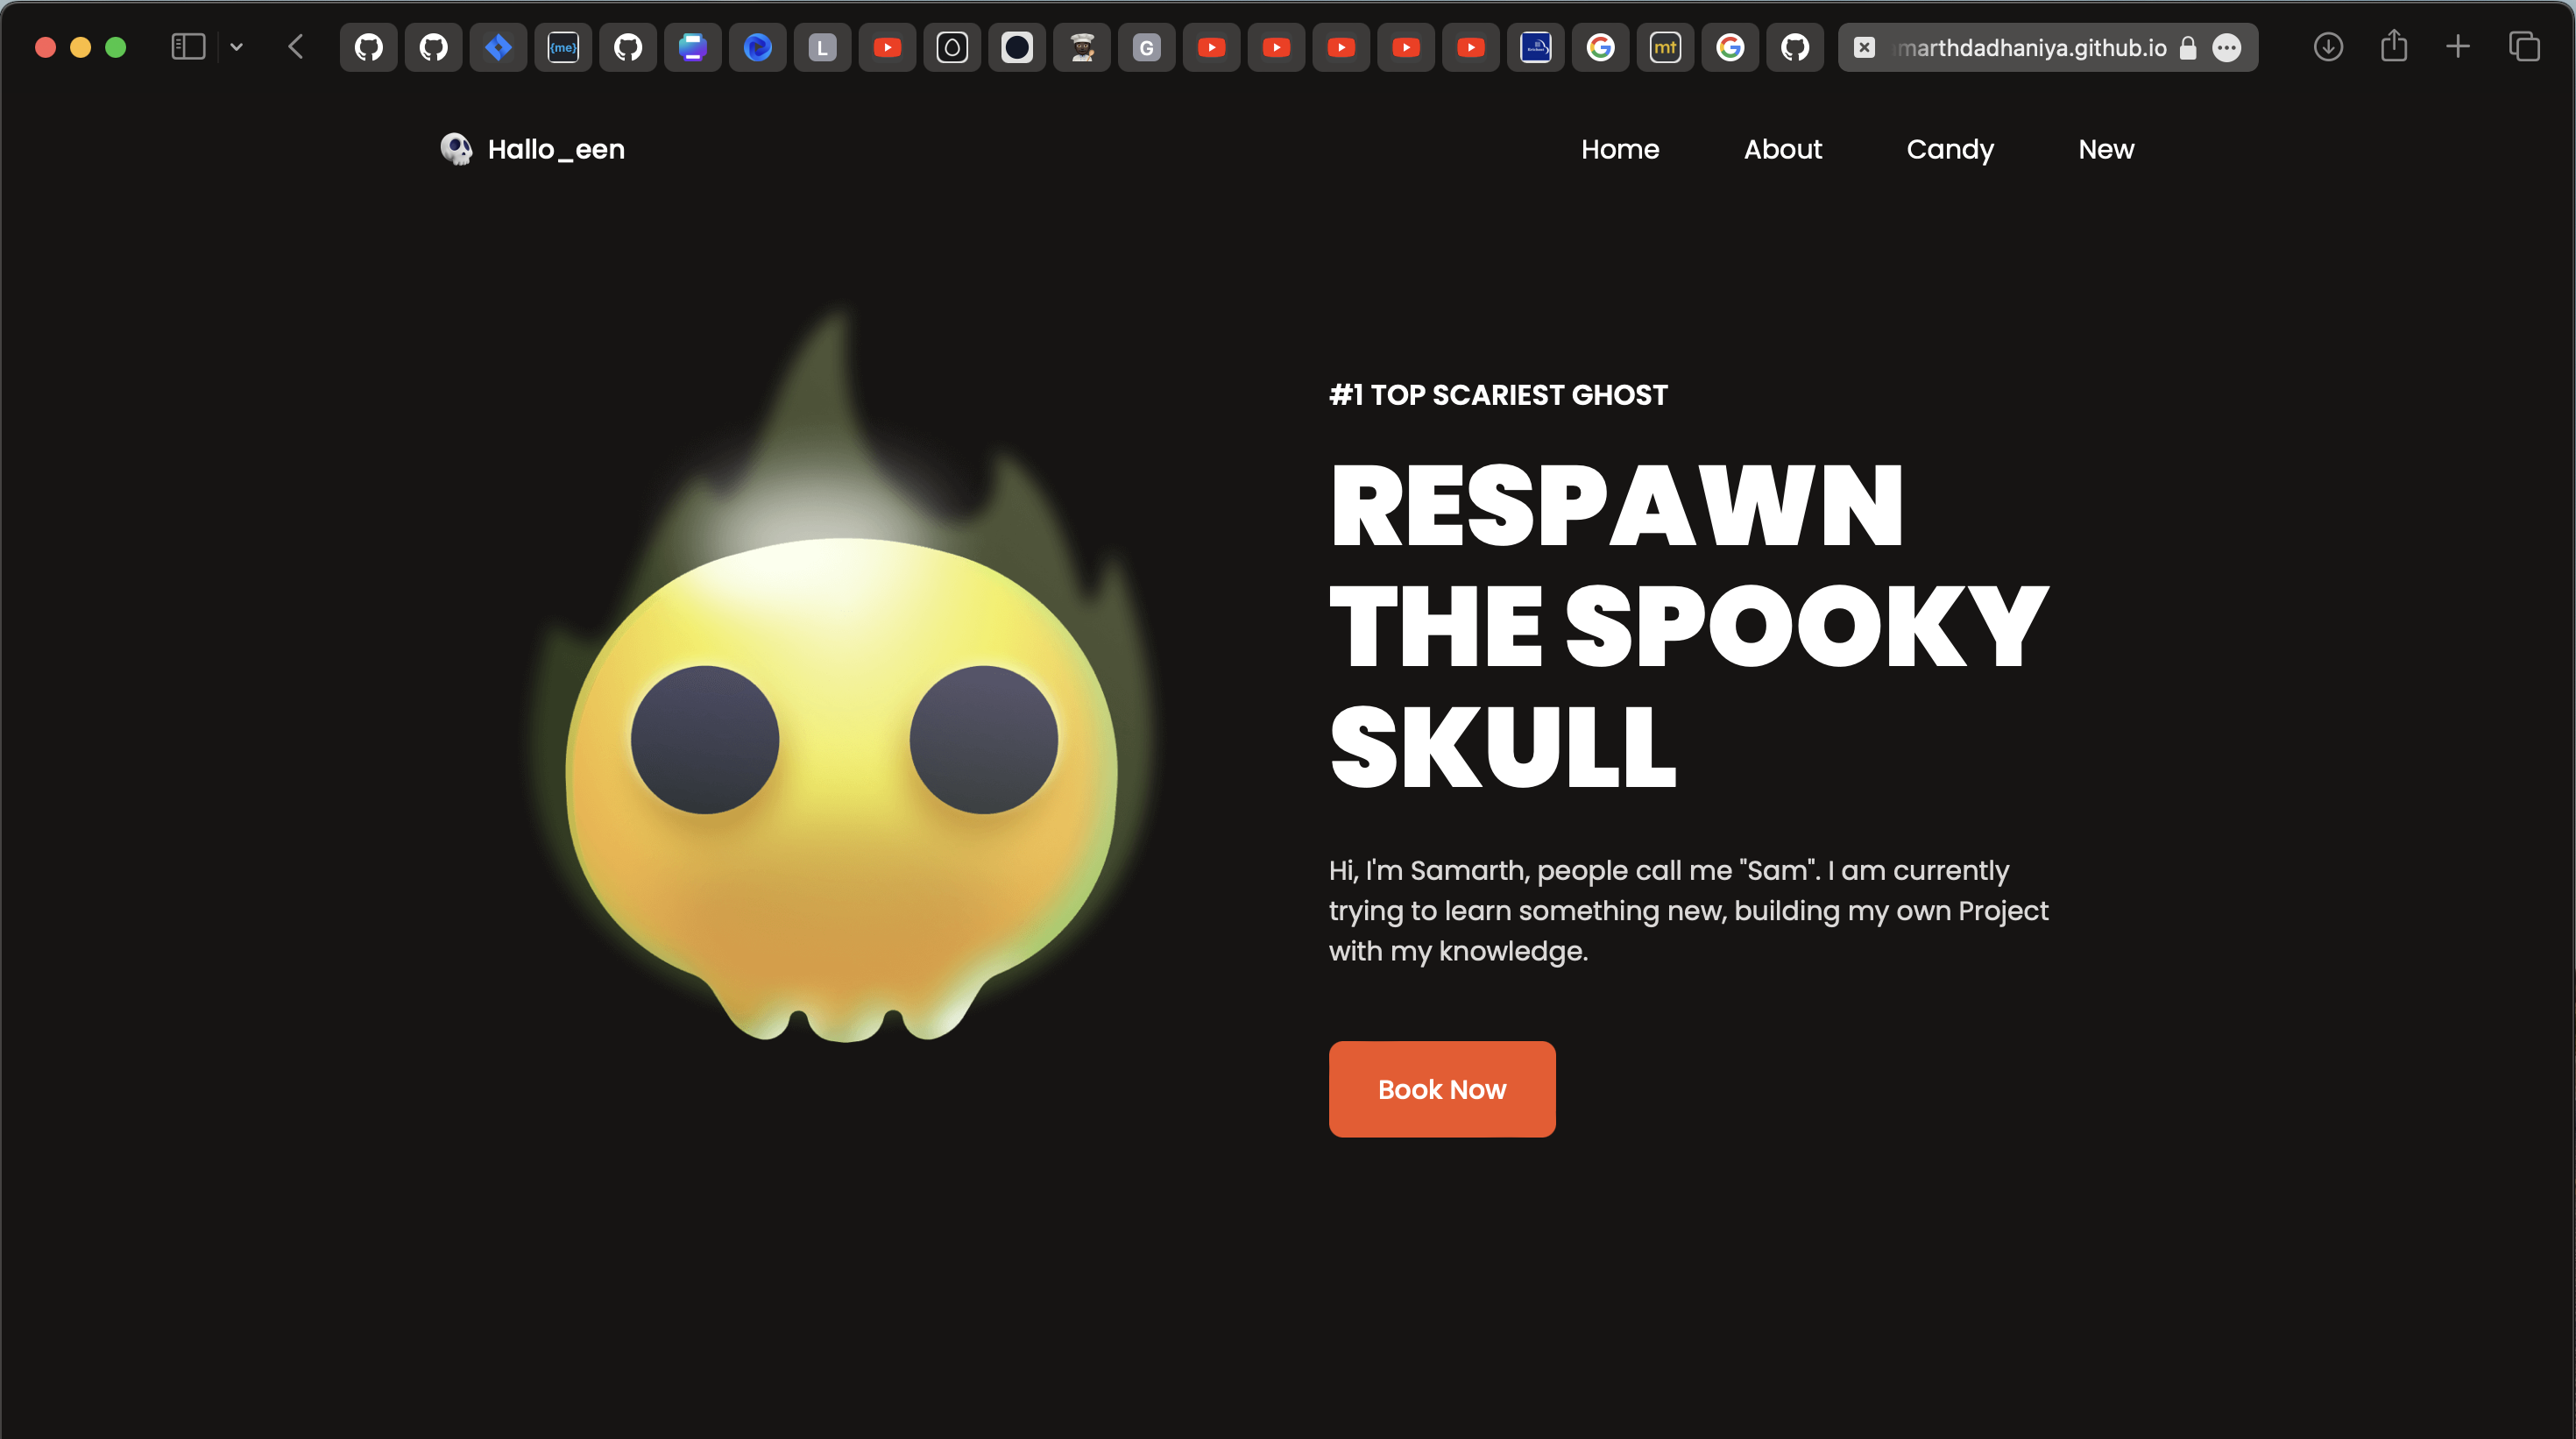 {me}
L
G
mt
marthdadhaniya.github.io
Hallo_een
Home
About
Candy
New
#1 TOP SCARIEST GHOST
RESPAWN
THE SPOOKY
SKULL
Hi, I'm Samarth, people call me "Sam". I am currently
trying to learn something new, building my own Project
with my knowledge.
Book Now